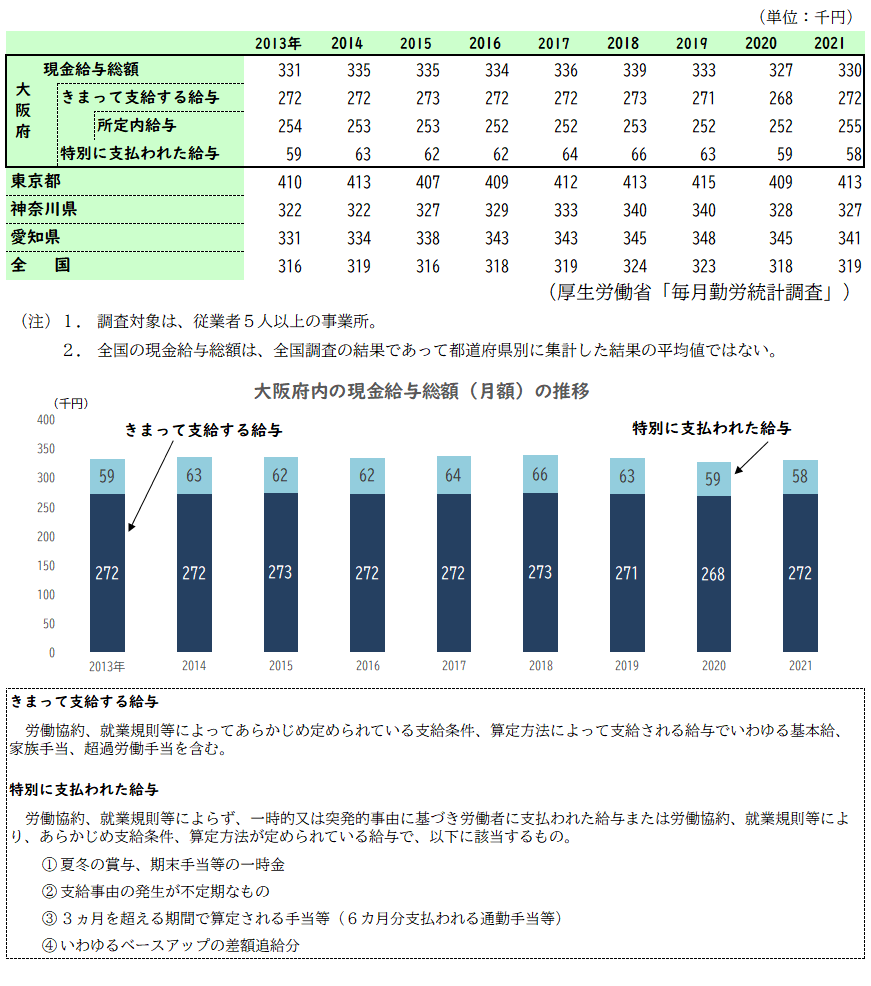 （単位：千円）
2013年 2014 2015 2016 2017 2018 2019 2020 2021
大阪府
現金給与総額 331 335 335 334 336 339 333 327 330
きまって支給する給与 272 272 273 272 272 273 271 268 272
所定内給与 254 253 253 252 252 253 252 252 255
特別に支払われた給与 59 63 62 62 64 66 63 59 58
東京都 410 413 407 409 412 413 415 409 413
神奈川県 322 322 327 329 333 340 340 328 327
愛知県 331 334 338 343 343 345 348 345 341
全　国 316 319 316 318 319 324 323 318 319
（厚生労働省「毎月勤労統計調査」）
（注）１． 調査対象は、従業者５人以上の事業所。
２． 全国の現金給与総額は、全国調査の結果であって都道府県別に集計した結果の平均値ではない。
大阪府内の現金給与総額（月額）の推移
（千円）
きまって支給する給与
特別に支払われた給与
400
350
300
250
200
150
100
50
0
59 63 62 62 64 66 63 59 58
272 272 273 272 272 273 271 268 272
2013年 2014 2015 2016 2017 2018 2019 2020 2021
きまって支給する給与
労働協約、就業規則等によってあらかじめ定められている支給条件、算定方法によって支給される給与でいわゆる基本給、
家族手当、超過労働手当を含む。
特別に支払われた給与
労働協約、就業規則等によらず、一時的又は突発的事由に基づき労働者に支払われた給与または労働協約、就業規則等によ
り、あらかじめ支給条件、算定方法が定められている給与で、以下に該当するもの。
①夏冬の賞与、期末手当等の一時金
②支給事由の発生が不定期なもの
③３ヵ月を超える期間で算定される手当等（６カ月分支払われる通勤手当等）
④いわゆるベースアップの差額追給分